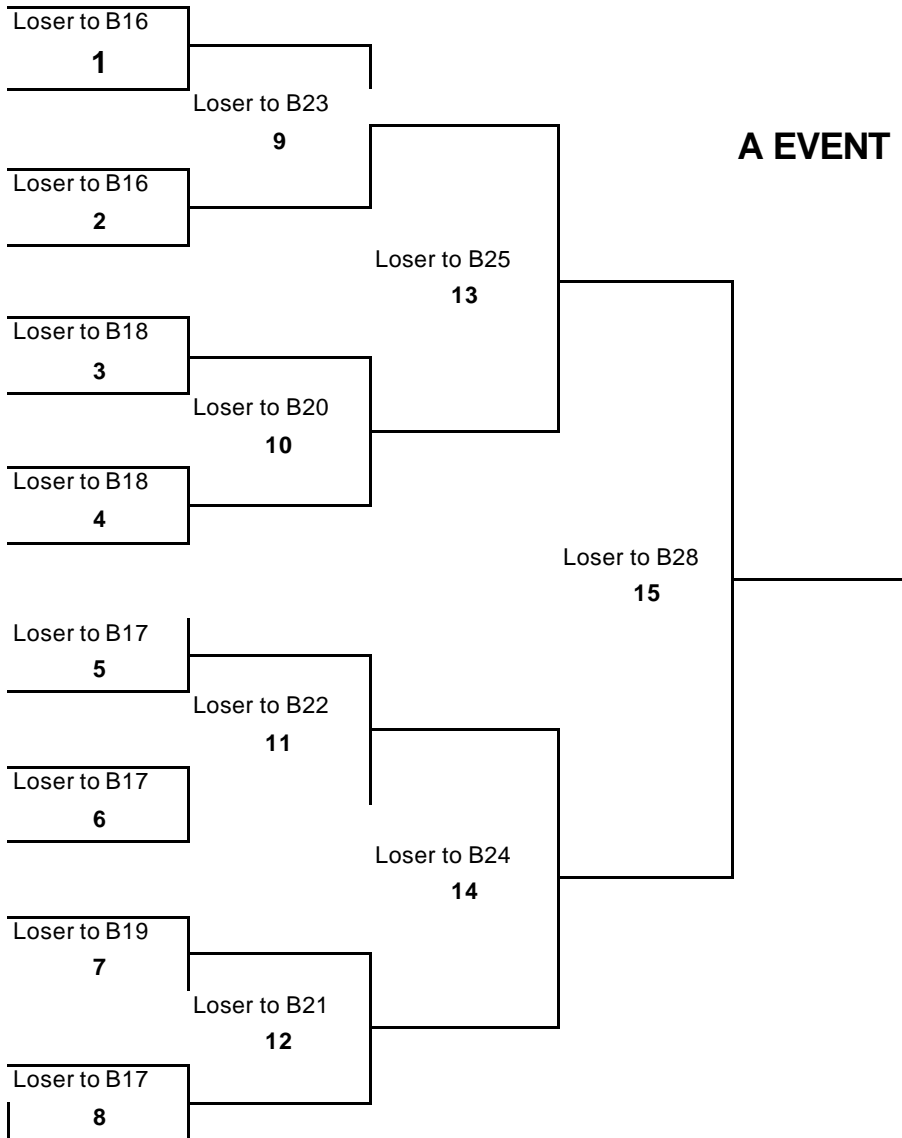 Loser to B16
1
Loser to B23
9
A EVENT
Loser to B16
2
Loser to B25
13
Loser to B18
3
Loser to B20
10
Loser to B18
4
Loser to B28
15
Loser to B17
5
Loser to B22
11
Loser to B17
6
Loser to B24
14
Loser to B19
7
Loser to B21
12
Loser to B17
8